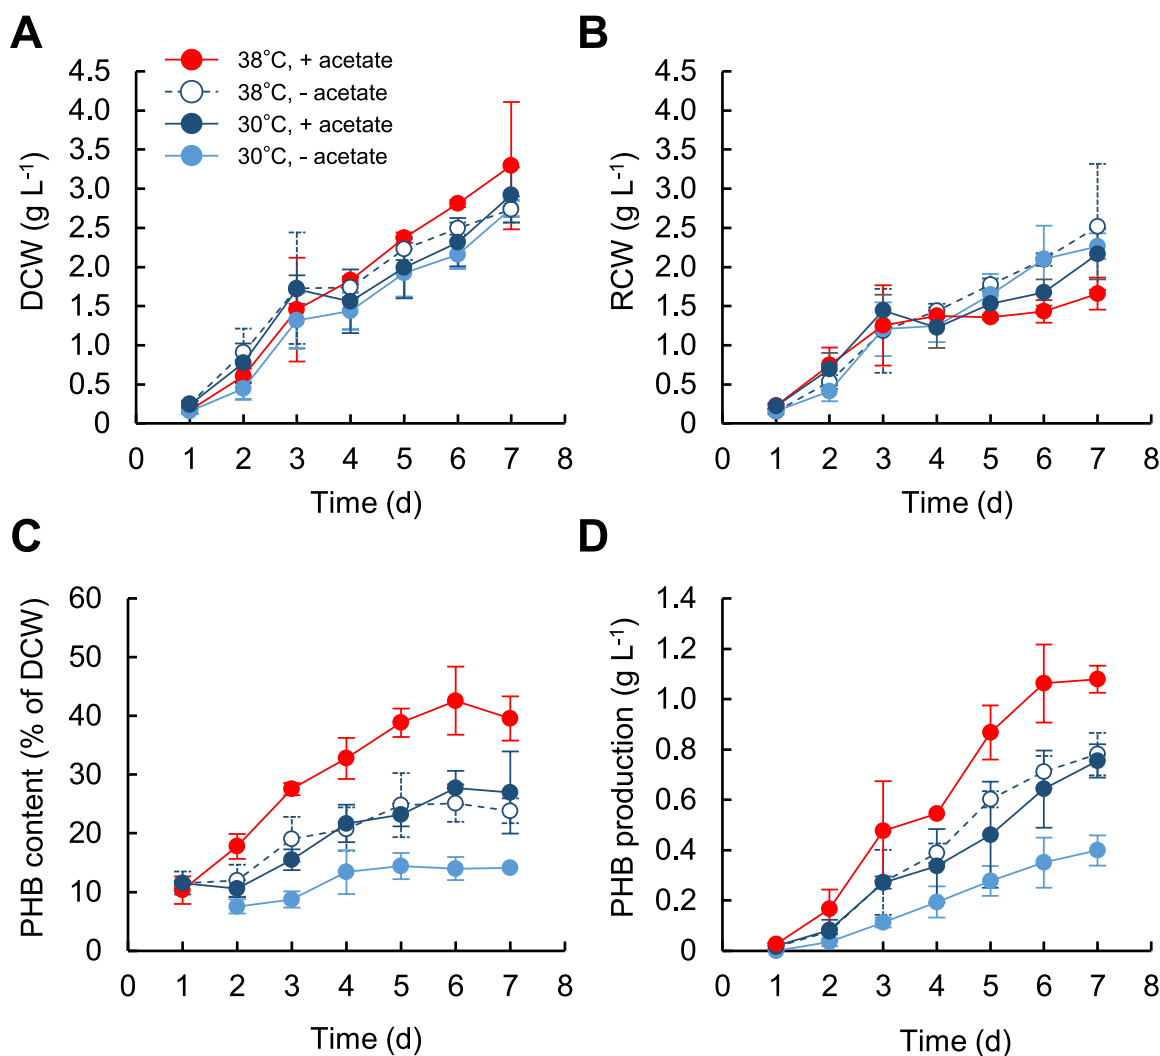 A
B
38°C, + acetate
38°C, - acetate
30°C, + acetate
30°C, - acetate
DCW (g L⁻¹)
4.5
4.0
3.5
3.0
2.5
2.0
1.5
1.0
0.5
0
0 1 2 3 4 5 6 7 8
Time (d)
RCW (g L⁻¹)
4.5
4.0
3.5
3.0
2.5
2.0
1.5
1.0
0.5
0
0 1 2 3 4 5 6 7 8
Time (d)
C
D
PHB content (% of DCW)
60
50
40
30
20
10
0
0 1 2 3 4 5 6 7 8
Time (d)
PHB production (g L⁻¹)
1.4
1.2
1.0
0.8
0.6
0.4
0.2
0
0 1 2 3 4 5 6 7 8
Time (d)